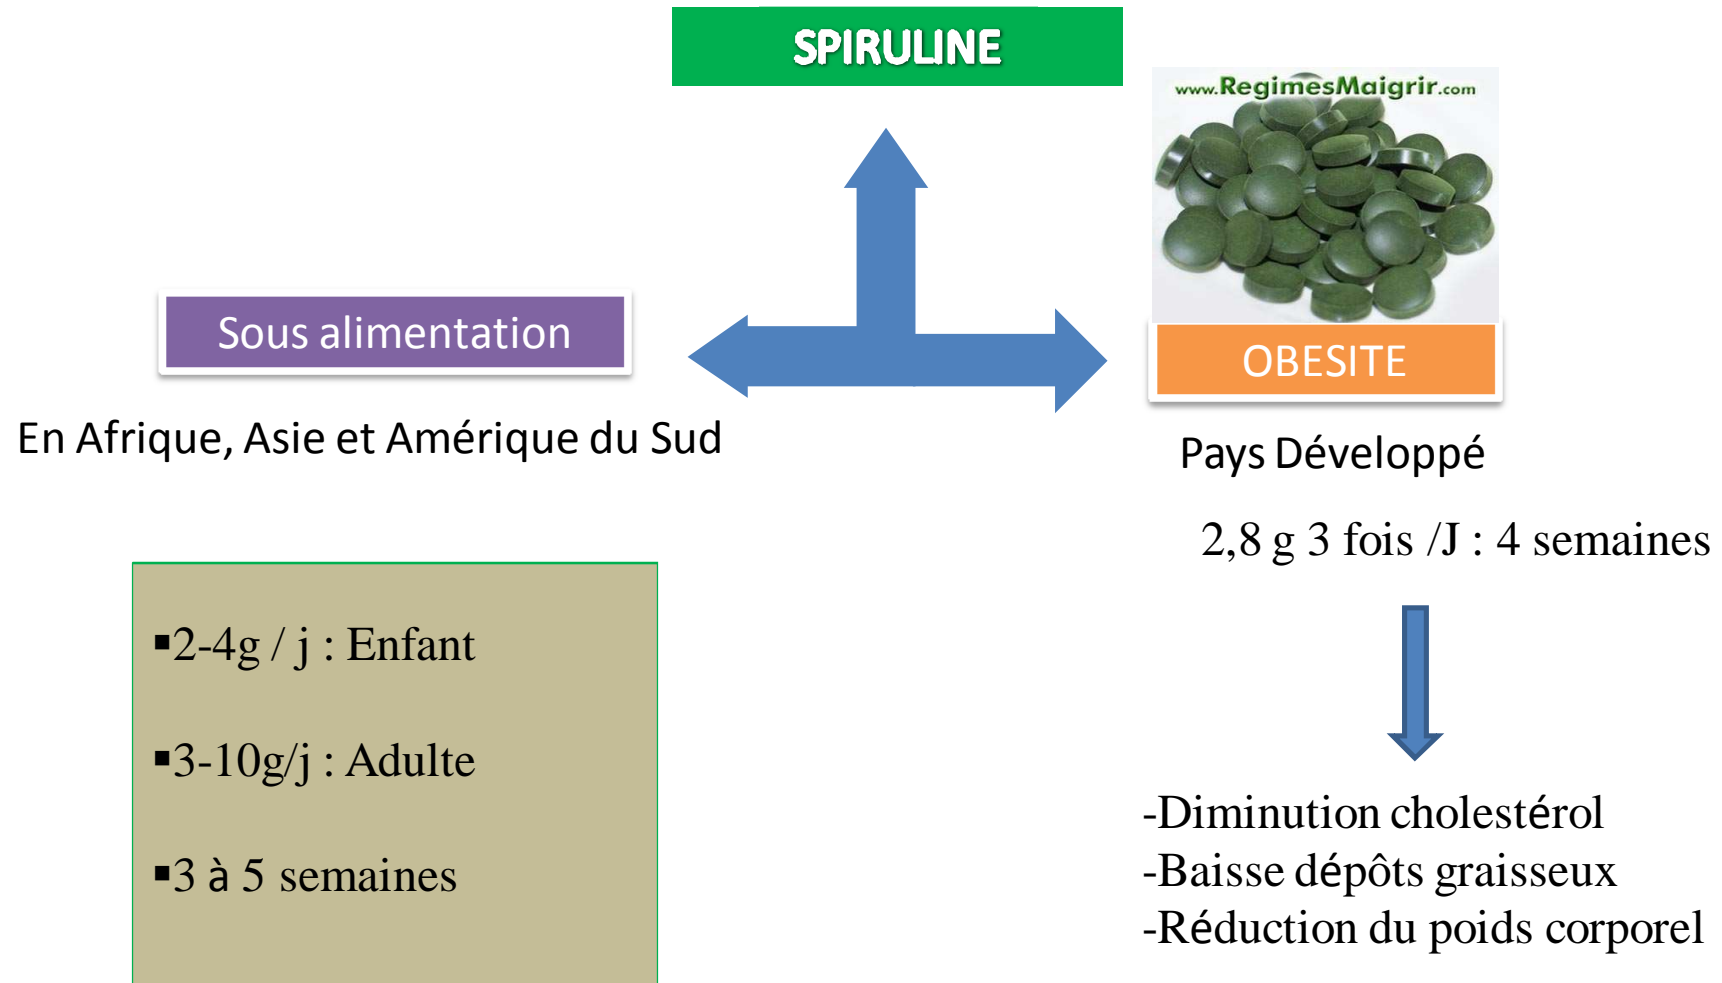 SPIRULINE
www.RegimesMaigrir.com
Sous alimentation
OBESITE
En Afrique, Asie et Amérique du Sud
Pays Développé
2,8 g 3 fois /J : 4 semaines
▪2-4g / j : Enfant
▪3-10g/j : Adulte
▪3 à 5 semaines
-Diminution cholestérol
-Baisse dépôts graisseux
-Réduction du poids corporel